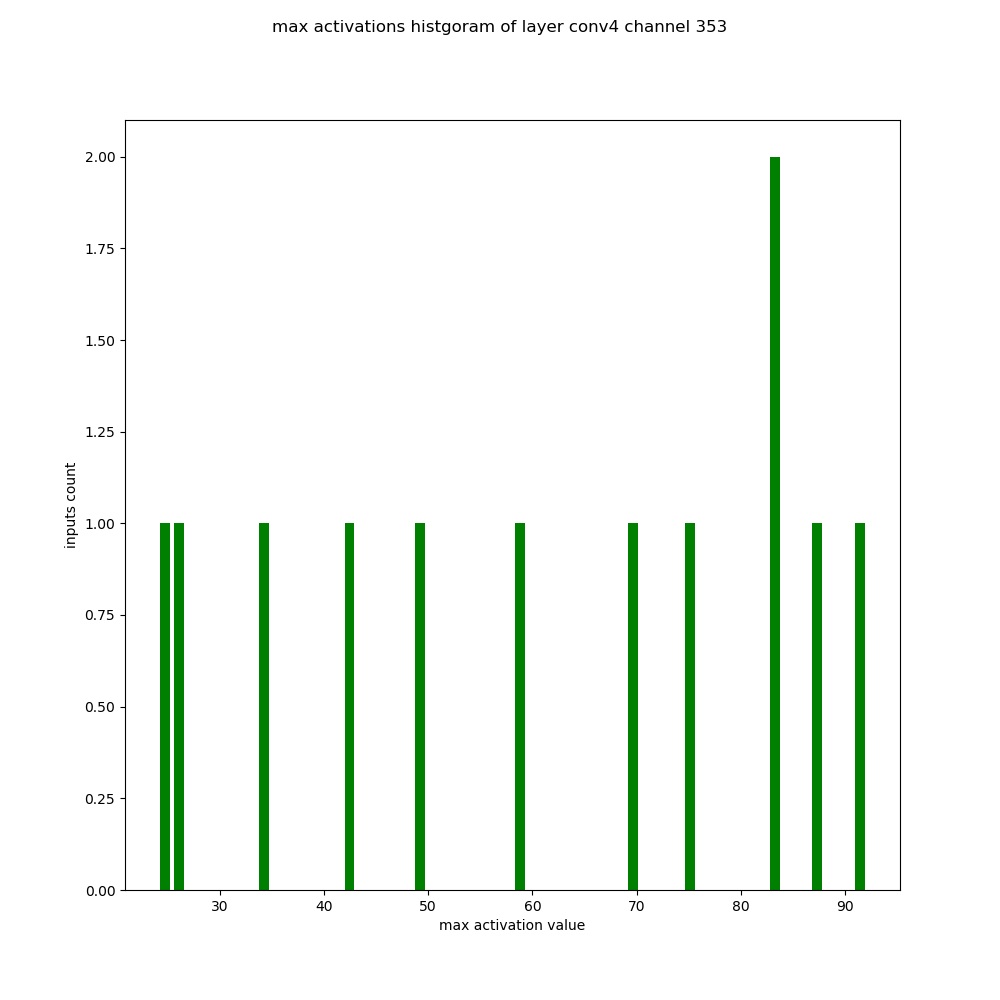 max activations histgoram of layer conv4 channel 353
2.00
1.75
1.50
1.25
1.00
0.75
0.50
0.25
0.00
inputs count
30 40 50 60 70 80 90
max activation value